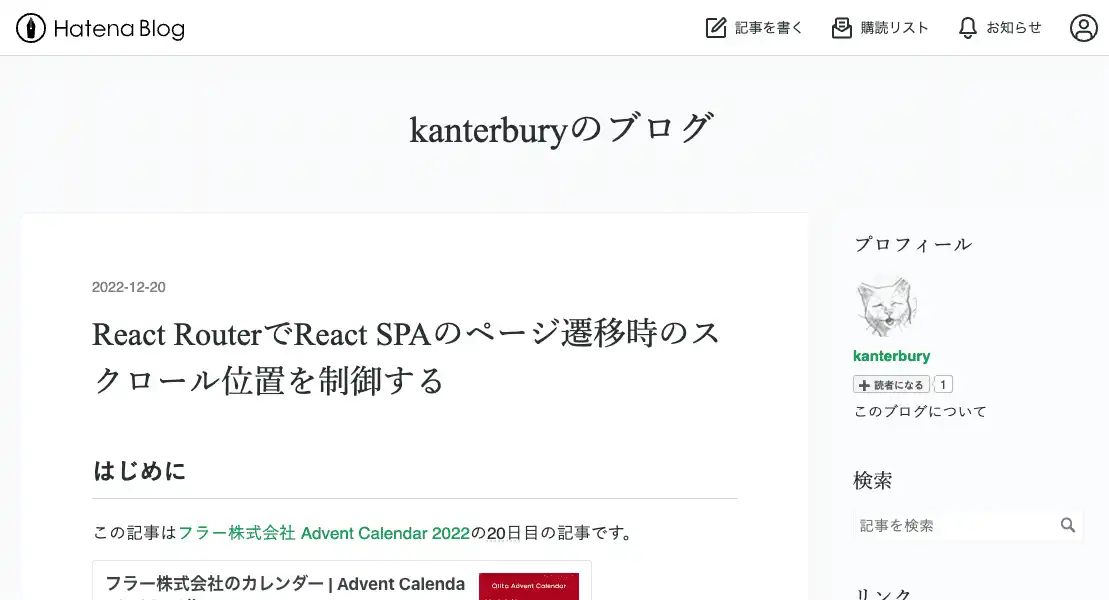 Hatena Blog
記事を書く
購読リスト
お知らせ
kanterburyのブログ
2022-12-20
React RouterでReact SPAのページ遷移時のス
クロール位置を制御する
はじめに
この記事はフラー株式会社 Advent Calendar 2022の20日目の記事です。
フラー株式会社のカレンダー | Advent Calenda
Qiita Advent Calendar
プロフィール
kanterbury
読者になる 1
このブログについて
検索
記事を検索
リンク